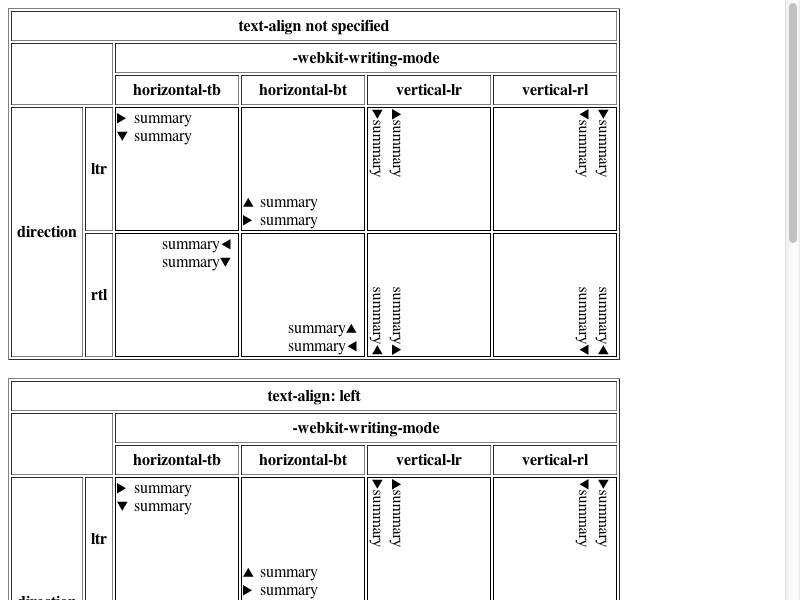 text-align not specified
-webkit-writing-mode
horizontal-tb horizontal-bt vertical-lr vertical-rl
direction
ltr
▶ summary
▼ summary
▲ summary
▶ summary
▼ summary
▶ summary
◀ summary
▼ summary
rtl
summary◀
summary▼
summary▲
summary◀
summary▲
summary▶
summary◀
summary▲
text-align: left
-webkit-writing-mode
horizontal-tb horizontal-bt vertical-lr vertical-rl
direction
ltr
▶ summary
▼ summary
▲ summary
▶ summary
▼ summary
▶ summary
◀ summary
▼ summary